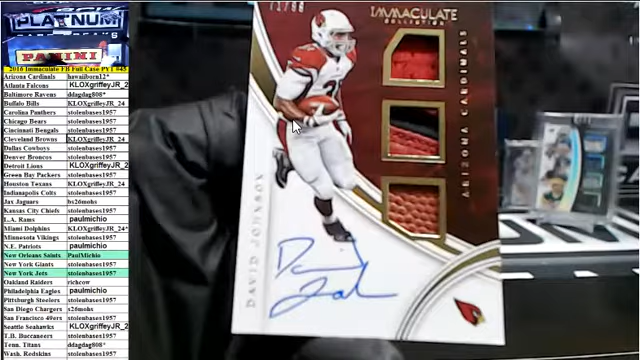 PLATINUM
PANINI
2016 Immaculate FB Full Case PYT #45
Arizona Cardinals hawaiiborn12*
Atlanta Falcons KLOXgriffeyJR_2
Baltimore Ravens ddagdag808*
Buffalo Bills KLOXgriffeyJR_24
Carolina Panthers stolenbases1957
Chicago Bears stolenbases1957
Cincinnati Bengals stolenbases1957
Cleveland Browns KLOXgriffeyJR_24
Dallas Cowboys stolenbases1957
Denver Broncos stolenbases1957
Detroit Lions KLOXgriffeyJR_2
Green Bay Packers stolenbases1957
Houston Texans KLOXgriffeyJR_24
Indianapolis Colts stolenbases1957
Jax Jaguars bs26mohs
Kansas City Chiefs stolenbases1957
L.A. Rams paulmichio
Miami Dolphins KLOXgriffeyJR_24*
Minnesota Vikings stolenbases1957
N.E. Patriots paulmichio
New Orleans Saints PaulMichio
New York Giants stolenbases1957
New York Jets stolenbases1957
Oakland Raiders richcow
Philadelphia Eagles paulmichio
Pittsburgh Steelers stolenbases1957
San Diego Chargers s26mohs
San Francisco 49ers stolenbases1957
Seattle Seahawks KLOXgriffeyJR_2
T.B. Buccaneers stolenbases1957
Tenn. Titans ddagdag808*
Wash. Redskins stolenbases1957
IMMACULATE
COLLECTION
ARIZONA CARDINALS
DAVID JOHNSON